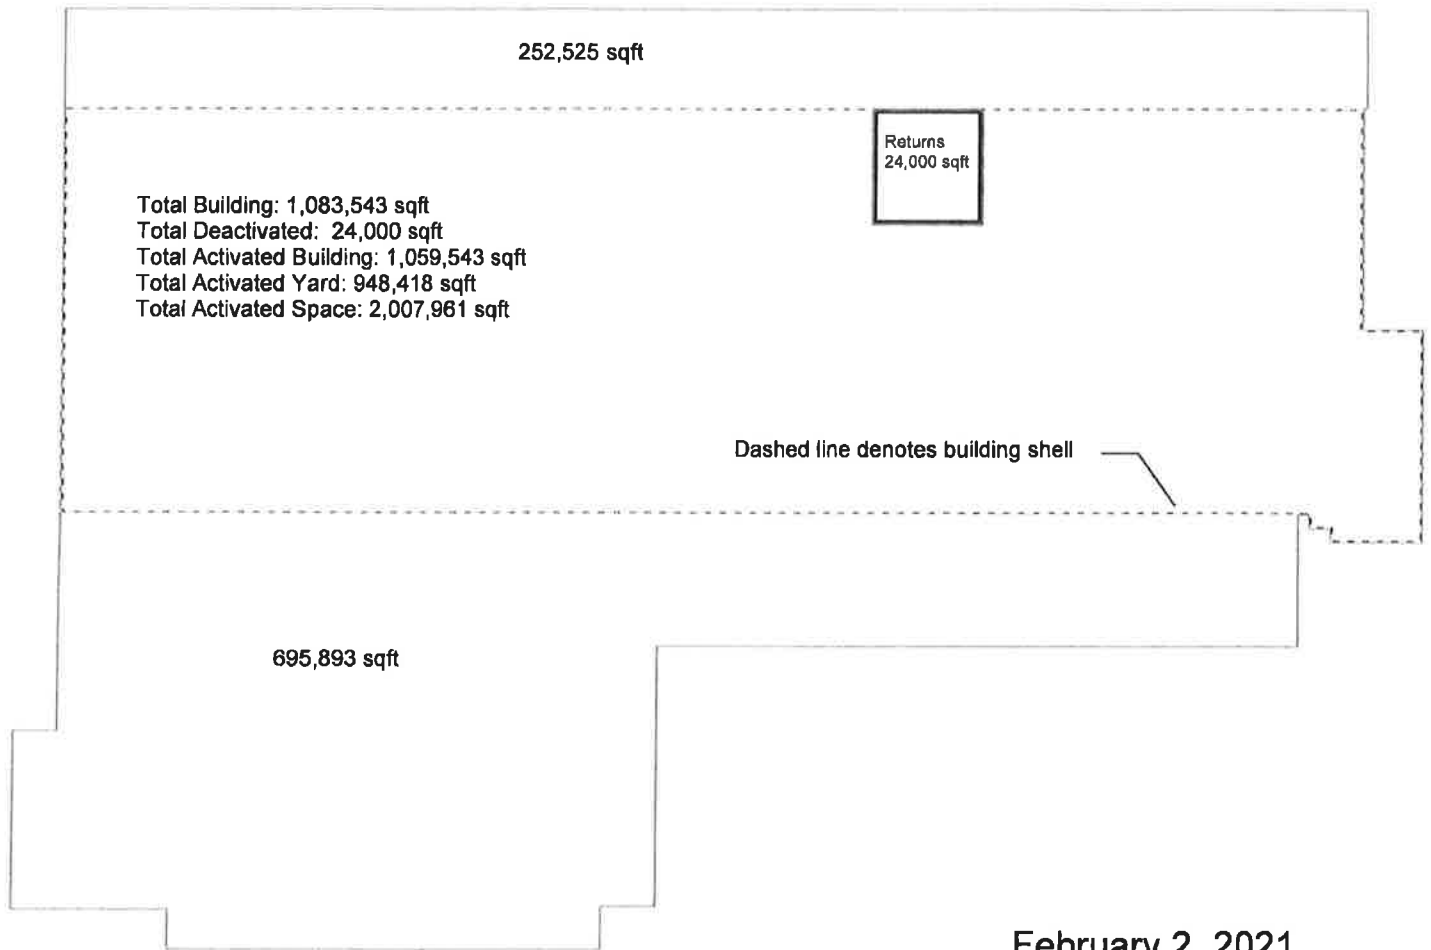 252,525 sqft
Returns
24,000 sqft
Total Building: 1,083,543 sqft
Total Deactivated: 24,000 sqft
Total Activated Building: 1,059,543 sqft
Total Activated Yard: 948,418 sqft
Total Activated Space: 2,007,961 sqft
Dashed line denotes building shell
695,893 sqft
February 2, 2021